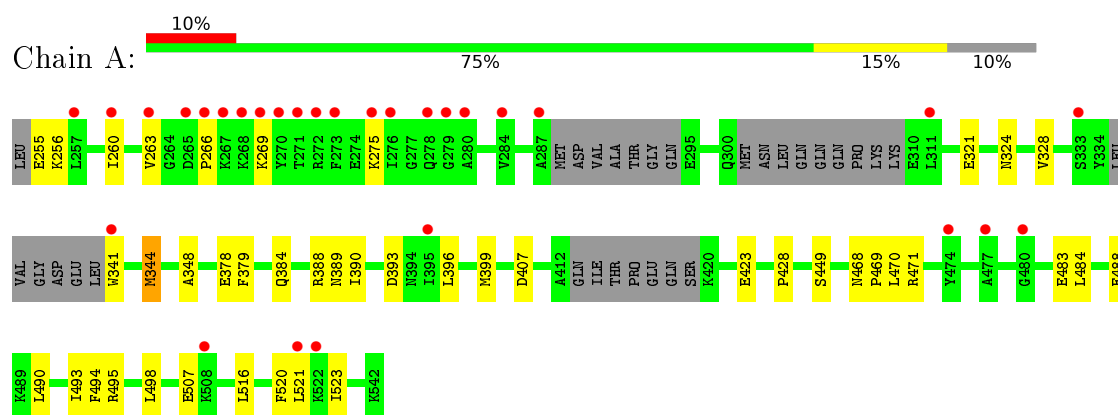 10%
Chain A:
75% 15% 10%
LEU E255 K256 L257 I260 V263 G264 D265 P266 K267 K268 K269 Y270 T271 R272 F273 E274 K275 I276 G277 Q278 G279 A280 V284 A287 MET ASP VAL ALA THR GLY GLN E295 Q300 MET ASN LEU GLN GLN GLN PRO LYS LYS E310 L311 E321 N324 V328 S333 Y334 LEU
VAL GLY ASP GLU LEU W341 M344 A348 E378 F379 Q384 R388 N389 I390 D393 N394 I395 L396 M399 D407 A412 GLN ILE THR PRO GLU GLN SER K420 E423 P428 S449 N468 P469 L470 R471 Y474 A477 G480 E483 L484 E488
K489 L490 I493 F494 R495 L498 E507 K508 L516 F520 L521 K522 I523 K542